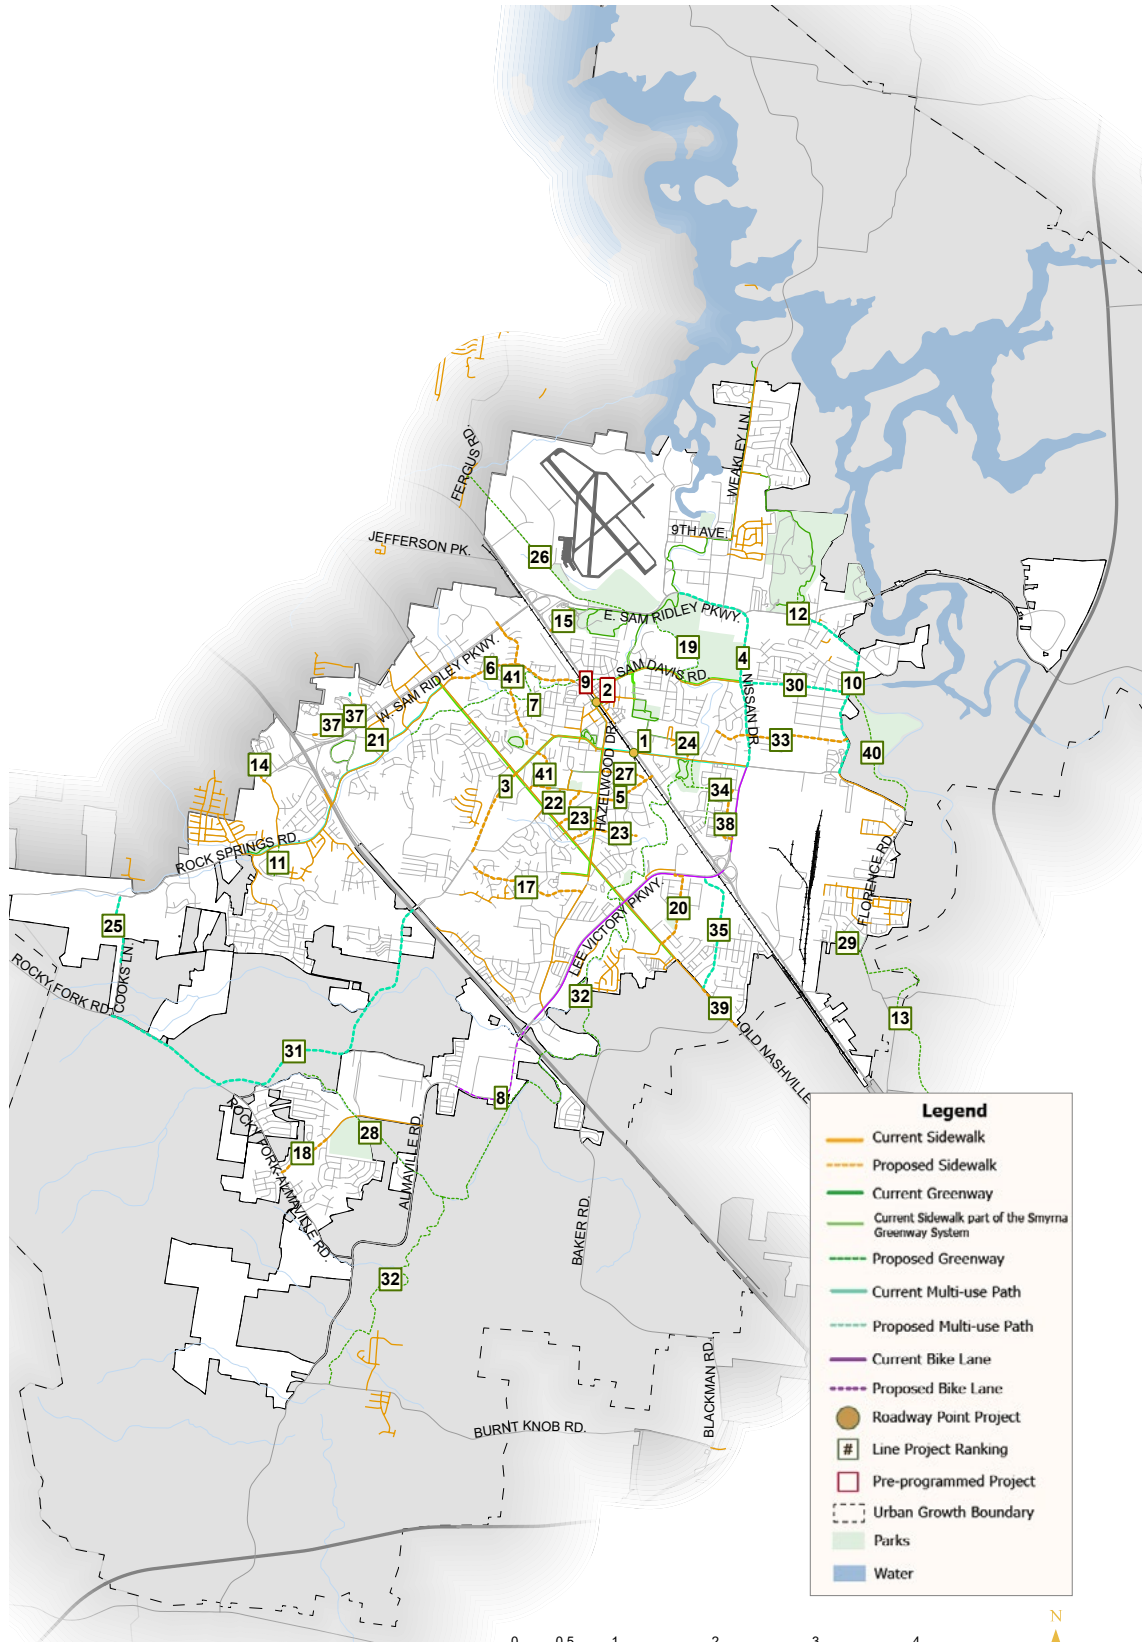 WEAKLEY LN.
FERGUS RD.
9TH AVE.
JEFFERSON PK.
26
12
15
E. SAM RIDLEY PKWY.
19
4
6
41
W. SAM RIDLEY PKWY.
SAM DAVIS RD.
9
2
30
10
7
NISSAN DR.
37
37
21
HAZELWOOD DR.
1
24
33
40
14
3
41
27
34
22
5
23
23
38
ROCK SPRINGS RD.
11
17
FLORENCE RD.
20
25
LEE VICTORY PKWY.
35
29
COOKS LN.
ROCKY FORK RD.
32
39
13
OLD NASHVILLE
31
8
ROCKY FORK-ALMAVILLE RD.
28
18
ALMAVILLE RD.
BAKER RD.
32
BLACKMAN RD.
BURNT KNOB RD.
Legend
Current Sidewalk
Proposed Sidewalk
Current Greenway
Current Sidewalk part of the Smyrna
Greenway System
Proposed Greenway
Current Multi-use Path
Proposed Multi-use Path
Current Bike Lane
Proposed Bike Lane
Roadway Point Project
# Line Project Ranking
Pre-programmed Project
Urban Growth Boundary
Parks
Water
N
0 0.5 1 2 3 4